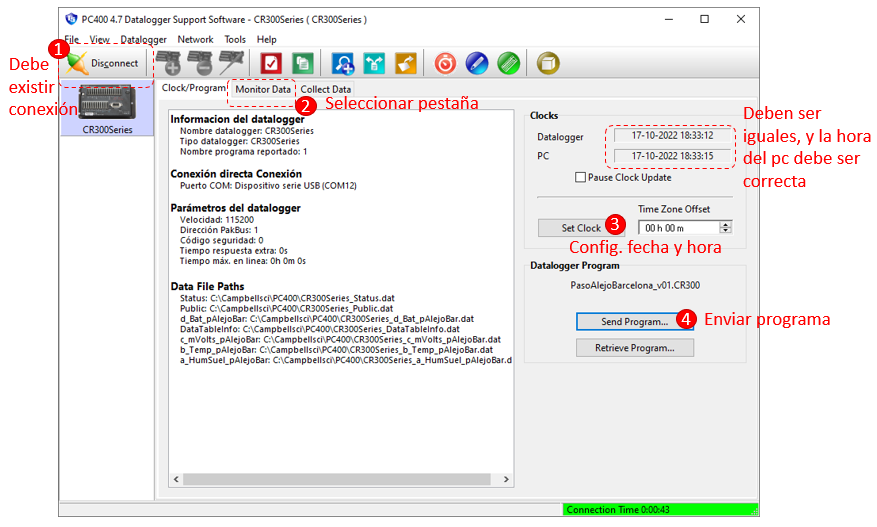 PC400 4.7 Datalogger Support Software - CR300Series ( CR300Series )
File View Datalogger Network Tools Help
1
Disconnect
Debe
existir
conexión
CR300Series
Clock/Program Monitor Data Collect Data
2 Seleccionar pestaña
Informacion del datalogger
Nombre datalogger: CR300Series
Tipo datalogger: CR300Series
Nombre programa reportado: 1
Conexión directa Conexión
Puerto COM: Dispositivo serie USB (COM12)
Parámetros del datalogger
Velocidad: 115200
Dirección PakBus: 1
Código seguridad: 0
Tiempo respuesta extra: 0s
Tiempo máx. en linea: 0h 0m 0s
Data File Paths
Status: C:\Campbellsci\PC400\CR300Series_Status.dat
Public: C:\Campbellsci\PC400\CR300Series_Public.dat
d_Bat_pAlejoBar: C:\Campbellsci\PC400\CR300Series_d_Bat_pAlejoBar.dat
DataTableInfo: C:\Campbellsci\PC400\CR300Series_DataTableInfo.dat
c_mVolts_pAlejoBar: C:\Campbellsci\PC400\CR300Series_c_mVolts_pAlejoBar.dat
b_Temp_pAlejoBar: C:\Campbellsci\PC400\CR300Series_b_Temp_pAlejoBar.dat
a_HumSuel_pAlejoBar: C:\Campbellsci\PC400\CR300Series_a_HumSuel_pAlejoBar.d
Clocks
Datalogger 17-10-2022 18:33:12
PC 17-10-2022 18:33:15
Pause Clock Update
Deben ser
iguales, y la hora
del pc debe ser
correcta
Time Zone Offset
Set Clock 3 00 h 00 m
Config. fecha y hora
Datalogger Program
PasoAlejoBarcelona_v01.CR300
Send Program... 4 Enviar programa
Retrieve Program...
Connection Time 0:00:43